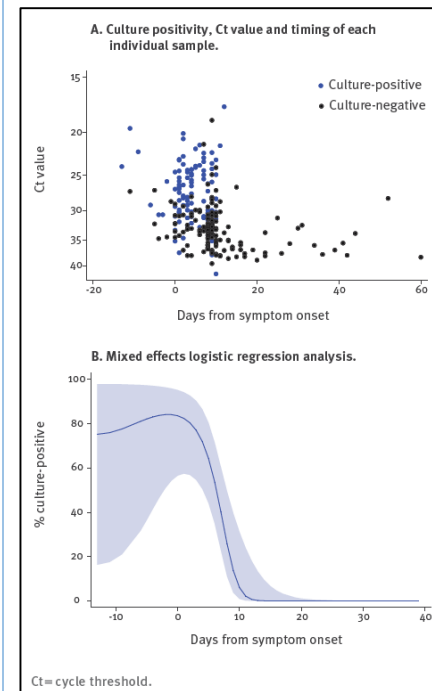 A. Culture positivity, Ct value and timing of each
individual sample.
15
20
25
30
35
40
Ct value
Culture-positive
Culture-negative
-20
0
20
40
60
Days from symptom onset
B. Mixed effects logistic regression analysis.
100
80
60
40
20
0
% culture-positive
-10
0
10
20
30
40
Days from symptom onset
Ct= cycle threshold.